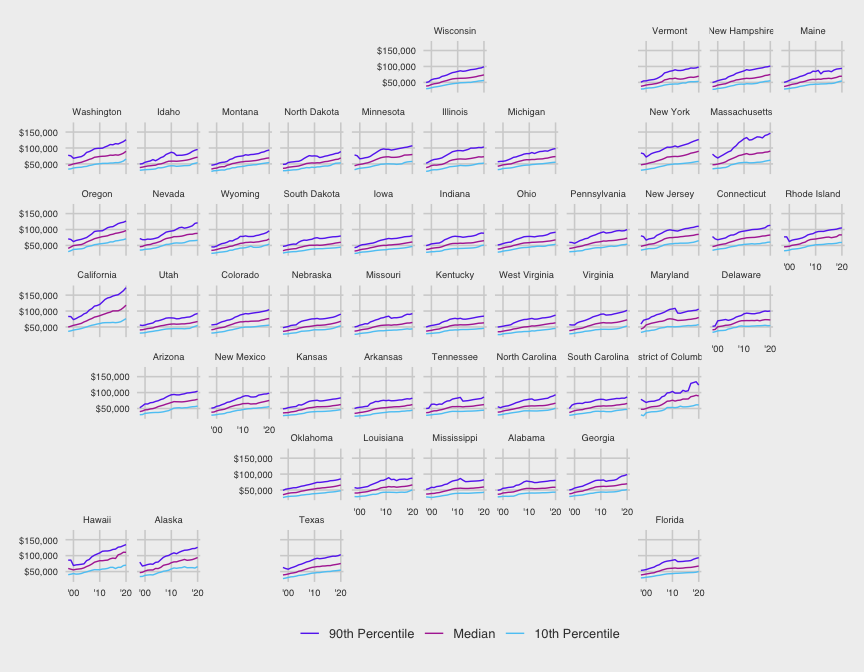 Wisconsin Vermont New Hampshire Maine
$150,000
$100,000
$50,000
Washington Idaho Montana North Dakota Minnesota Illinois Michigan New York Massachusetts
$150,000
$100,000
$50,000
Oregon Nevada Wyoming South Dakota Iowa Indiana Ohio Pennsylvania New Jersey Connecticut Rhode Island
$150,000
$100,000
$50,000
'00 '10 '20
California Utah Colorado Nebraska Missouri Kentucky West Virginia Virginia Maryland Delaware
$150,000
$100,000
$50,000
'00 '10 '20
Arizona New Mexico Kansas Arkansas Tennessee North Carolina South Carolina strict of Columb
$150,000
$100,000
$50,000
'00 '10 '20
Oklahoma Louisiana Mississippi Alabama Georgia
$150,000
$100,000
$50,000
'00 '10 '20 '00 '10 '20 '00 '10 '20 '00 '10 '20
Hawaii Alaska Texas Florida
$150,000
$100,000
$50,000
'00 '10 '20 '00 '10 '20 '00 '10 '20 '00 '10 '20
90th Percentile Median 10th Percentile